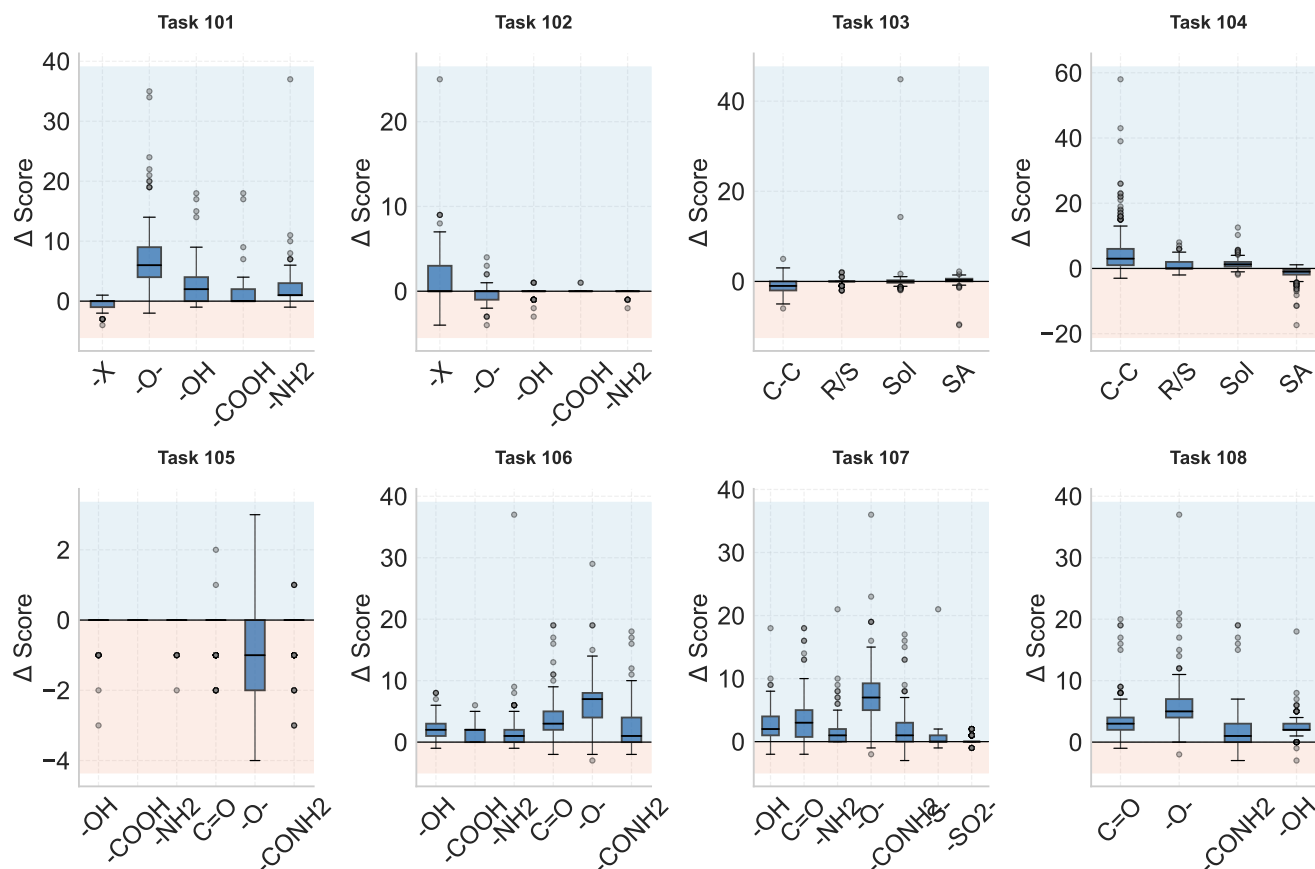 Task 101
Δ Score
40
30
20
10
0
-X
-O-
-OH
-COOH
-NH2
Task 102
Δ Score
20
10
0
-X
-O-
-OH
-COOH
-NH2
Task 103
Δ Score
40
20
0
C-C
R/S
Sol
SA
Task 104
Δ Score
60
40
20
0
−20
C-C
R/S
Sol
SA
Task 105
Δ Score
2
0
−2
−4
-OH
-COOH
-NH2
C=O
-O-
-CONH2
Task 106
Δ Score
40
30
20
10
0
-OH
-COOH
-NH2
C=O
-O-
-CONH2
Task 107
Δ Score
40
30
20
10
0
-OH
C=O
-NH2
-O-
-CONH2
-S-
-SO2-
Task 108
Δ Score
40
30
20
10
0
C=O
-O-
-CONH2
-OH